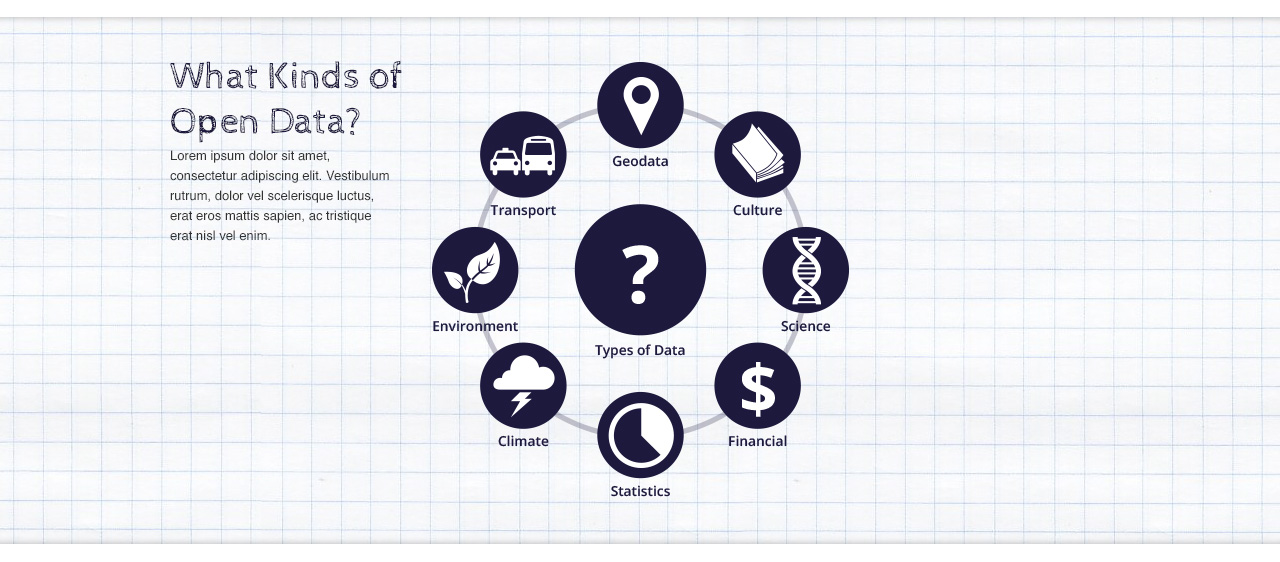 What Kinds of
Open Data?
Lorem ipsum dolor sit amet,
consectetur adipiscing elit. Vestibulum
rutrum, dolor vel scelerisque luctus,
erat eros mattis sapien, ac tristique
erat nisl vel enim.
Geodata
Transport
Culture
?
Environment
Science
Types of Data
$
Climate
Financial
Statistics